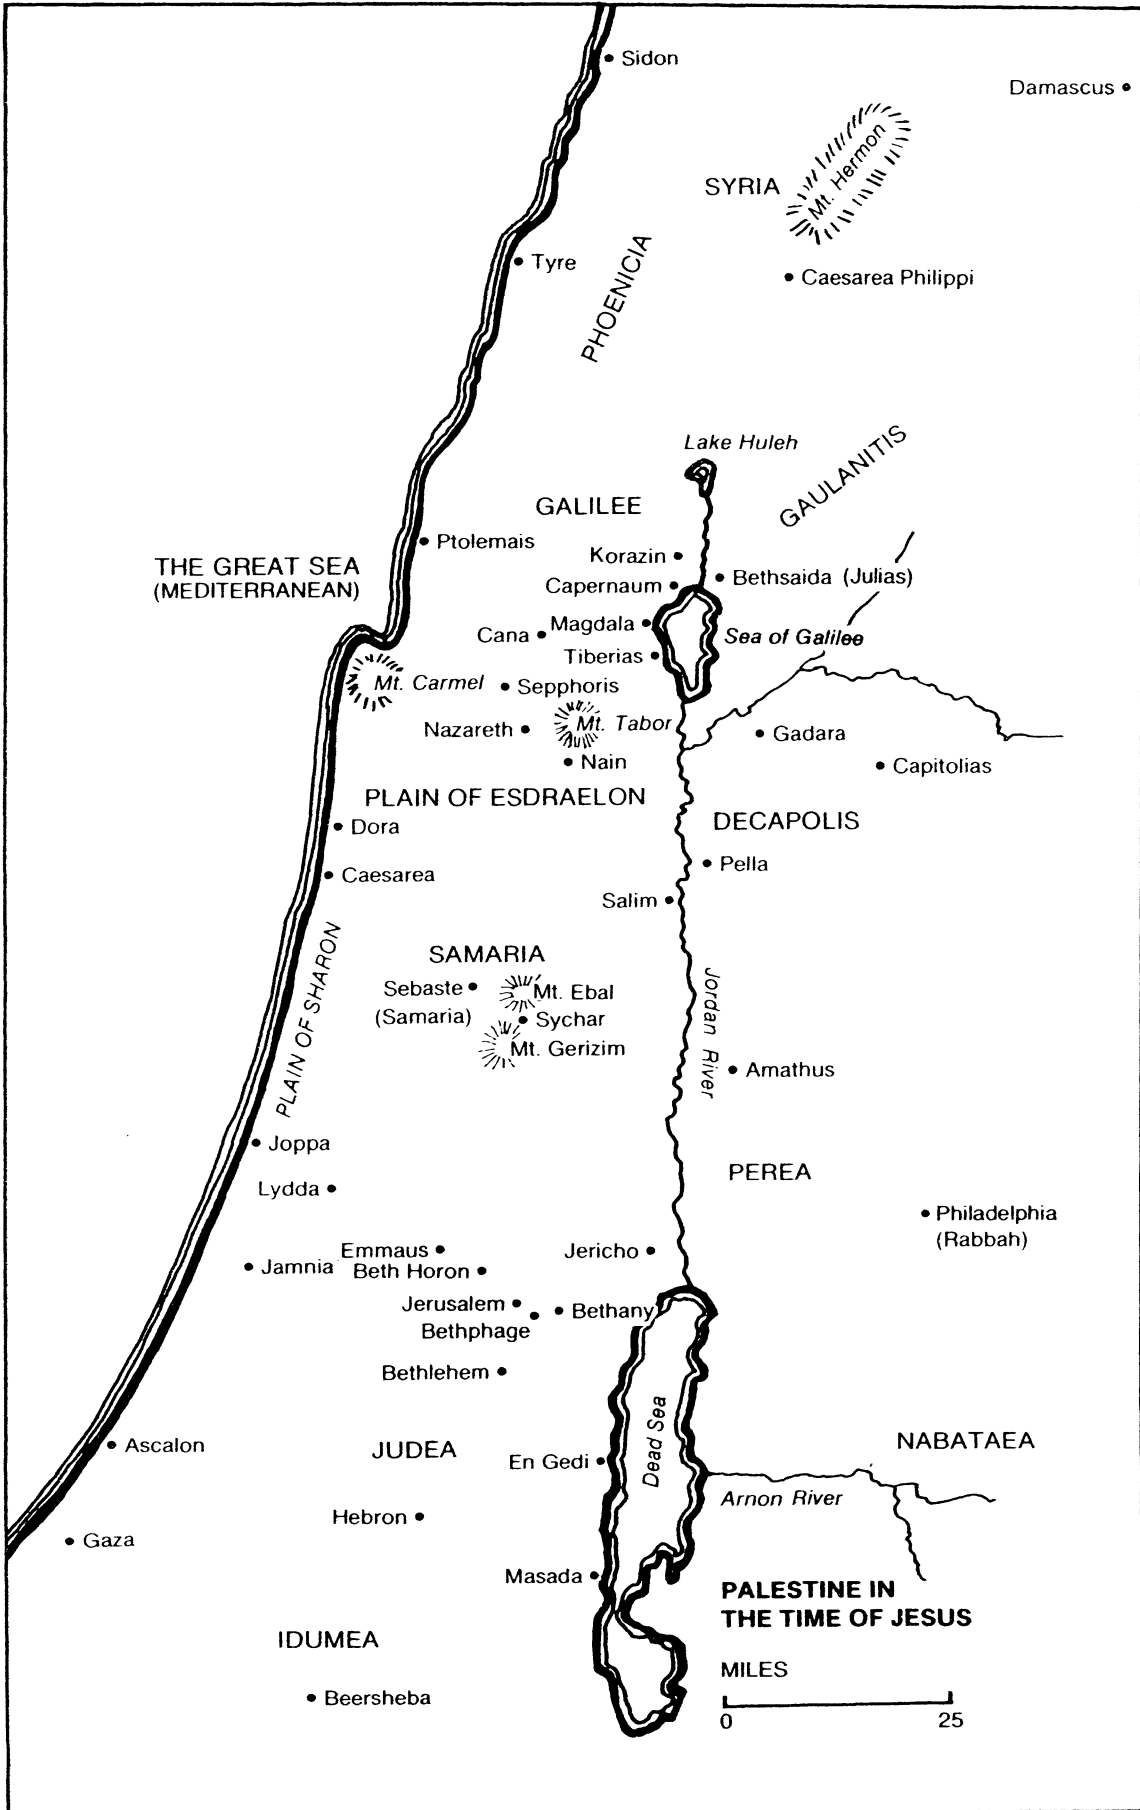 Sidon
Damascus
Mt. Hermon
SYRIA
PHOENICIA
Tyre
Caesarea Philippi
Lake Huleh
GAULANITIS
GALILEE
Ptolemais
Korazin
THE GREAT SEA
(MEDITERRANEAN)
Capernaum
Bethsaida (Julias)
Magdala
Cana
Sea of Galilee
Tiberias
Mt. Carmel
Sepphoris
Nazareth
Mt. Tabor
Gadara
Nain
Capitolias
PLAIN OF ESDRAELON
DECAPOLIS
Dora
Pella
Caesarea
Salim
PLAIN OF SHARON
SAMARIA
Sebaste
(Samaria)
Mt. Ebal
Sychar
Mt. Gerizim
Jordan River
Amathus
Joppa
PEREA
Lydda
Philadelphia
(Rabbah)
Emmaus
Jericho
Jamnia
Beth Horon
Jerusalem
Bethany
Bethphage
Bethlehem
Dead Sea
Ascalon
JUDEA
NABATAEA
En Gedi
Arnon River
Hebron
Gaza
Masada
PALESTINE IN
THE TIME OF JESUS
IDUMEA
MILES
Beersheba
0 25